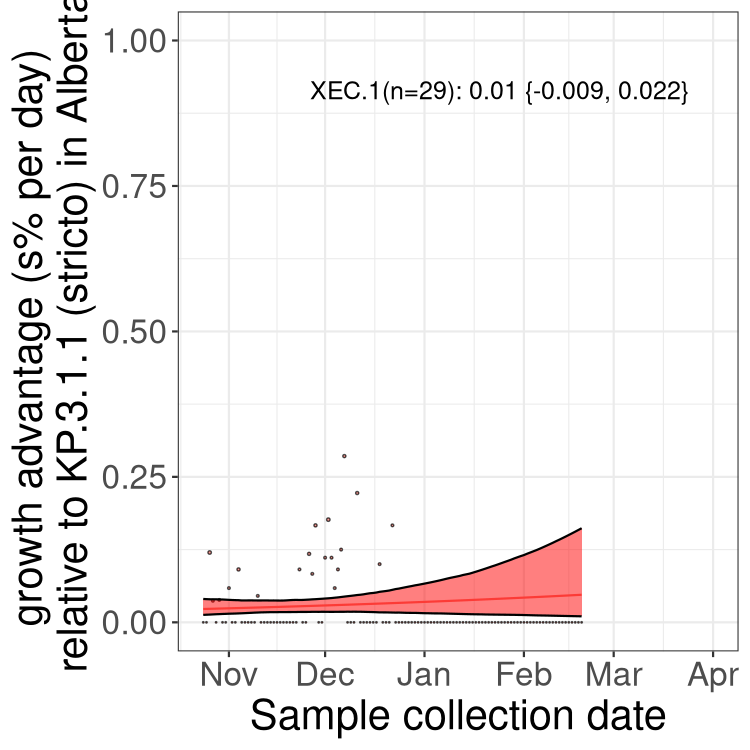 growth advantage (s% per day)
relative to KP.3.1.1 (stricto) in Alberta
1.00
0.75
0.50
0.25
0.00
XEC.1(n=29): 0.01 {-0.009, 0.022}
Nov Dec Jan Feb Mar Apr
Sample collection date